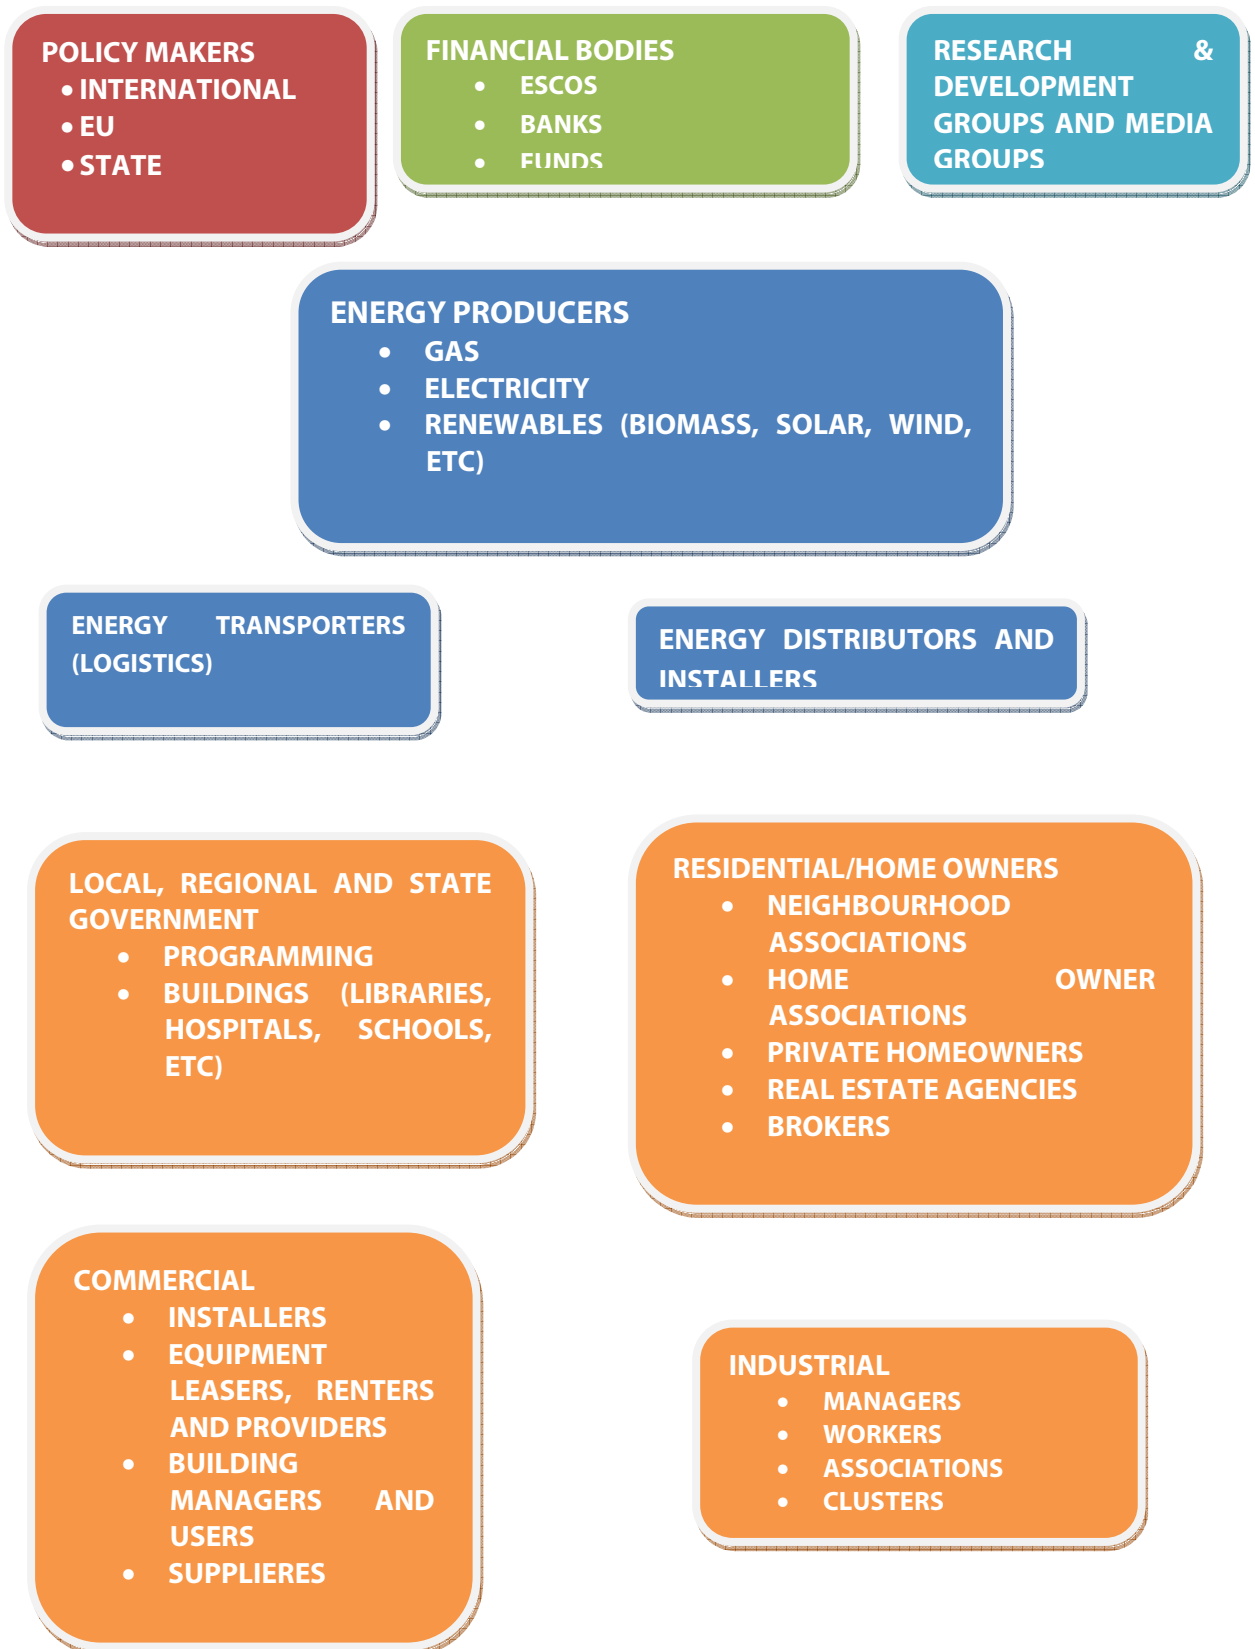 POLICY MAKERS
• INTERNATIONAL
• EU
• STATE
FINANCIAL BODIES
• ESCOS
• BANKS
• FUNDS
RESEARCH &
DEVELOPMENT
GROUPS AND MEDIA
GROUPS
ENERGY PRODUCERS
• GAS
• ELECTRICITY
• RENEWABLES (BIOMASS, SOLAR, WIND,
ETC)
ENERGY TRANSPORTERS
(LOGISTICS)
ENERGY DISTRIBUTORS AND
INSTALLERS
LOCAL, REGIONAL AND STATE
GOVERNMENT
• PROGRAMMING
• BUILDINGS (LIBRARIES,
HOSPITALS, SCHOOLS,
ETC)
RESIDENTIAL/HOME OWNERS
• NEIGHBOURHOOD
ASSOCIATIONS
• HOME OWNER
ASSOCIATIONS
• PRIVATE HOMEOWNERS
• REAL ESTATE AGENCIES
• BROKERS
COMMERCIAL
• INSTALLERS
• EQUIPMENT
LEASERS, RENTERS
AND PROVIDERS
• BUILDING
MANAGERS AND
USERS
• SUPPLIERES
INDUSTRIAL
• MANAGERS
• WORKERS
• ASSOCIATIONS
• CLUSTERS